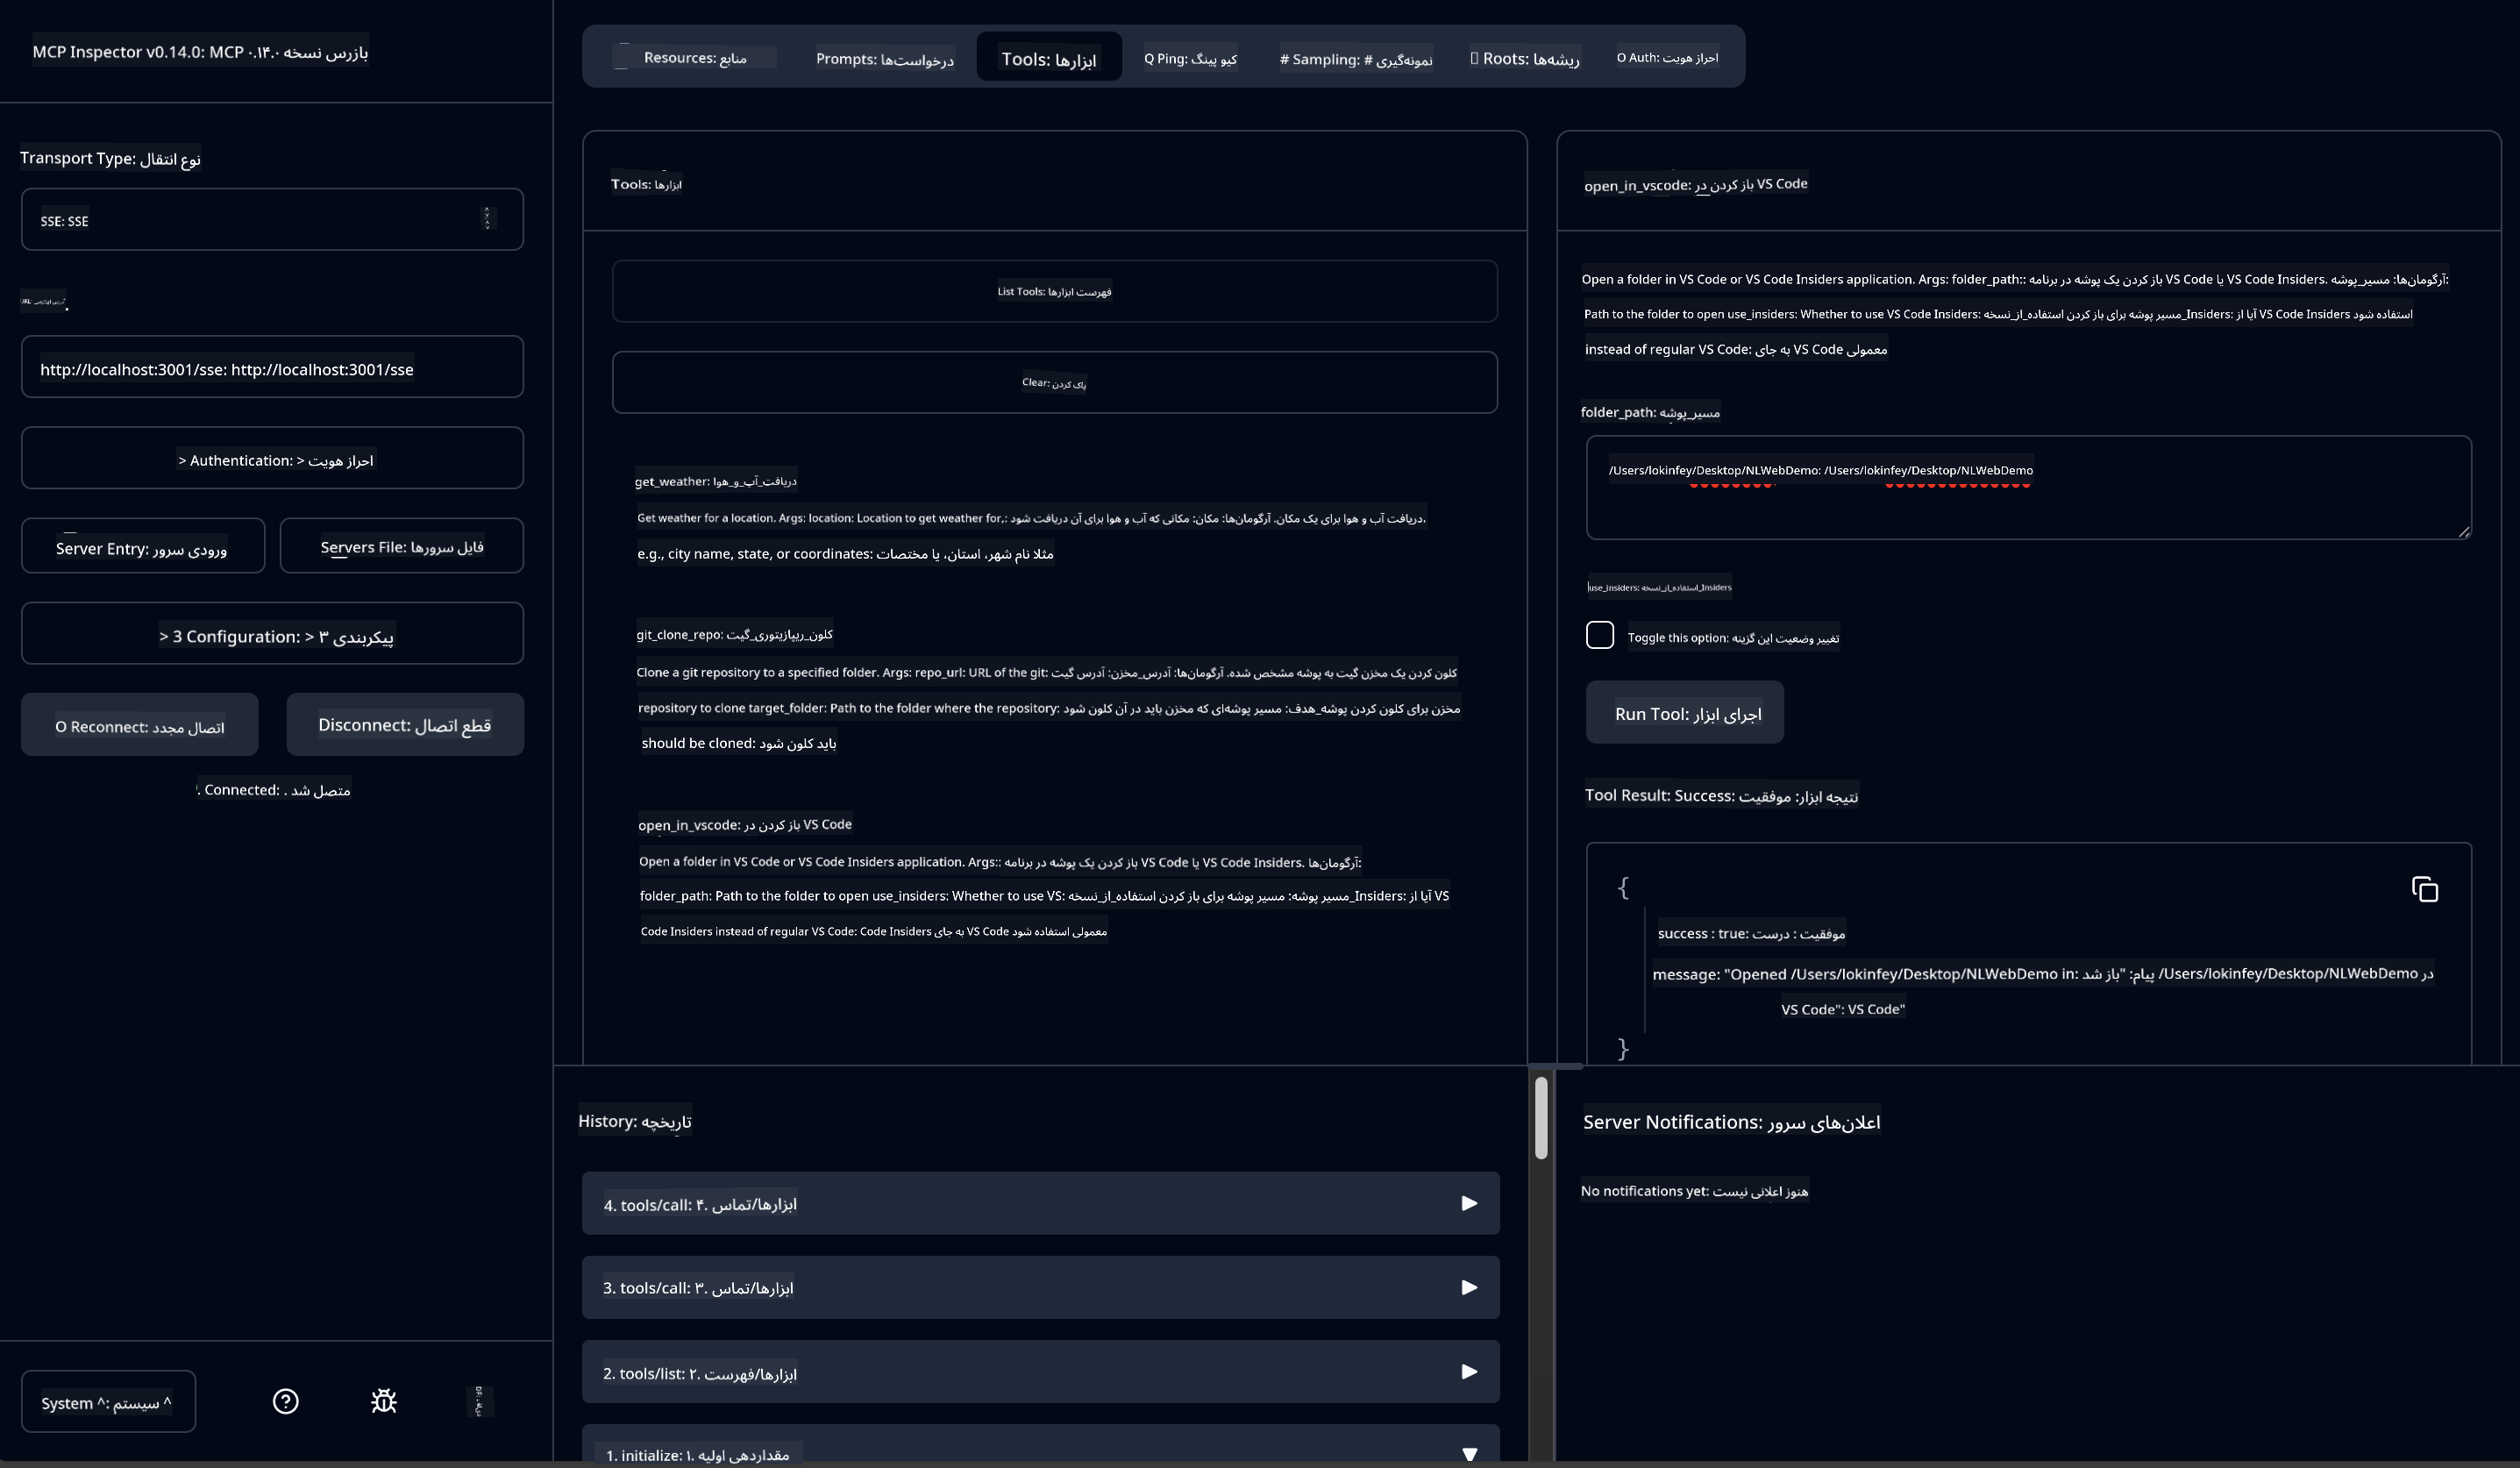 MCP Inspector v0.14.0: MCP بازرس نسخه ۰.۱۴.۰
Transport Type: نوع انتقال
SSE: SSE
URL:
http://localhost:3001/sse: http://localhost:3001/sse
> Authentication: > احراز هویت
Server Entry: ورودی سرور
Servers File: فایل سرورها
> 3 Configuration: > ۳ پیکربندی
O Reconnect: اتصال مجدد
Disconnect: قطع اتصال
. Connected: . متصل شد
System ^: سیستم ^
Resources: منابع
Prompts: درخواست‌ها
Tools: ابزارها
Q Ping: کیو پینگ
# Sampling: # نمونه‌گیری
Roots: ریشه‌ها
O Auth: احراز هویت
Tools: ابزارها
List Tools: فهرست ابزارها
Clear: پاک کردن
get_weather: دریافت_آب_و_هوا
Get weather for a location. Args: location: Location to get weather for,: دریافت آب و هوا برای یک مکان. آرگومان‌ها: مکان: مکانی که آب و هوا برای آن دریافت شود،
e.g., city name, state, or coordinates: مثلا نام شهر، استان، یا مختصات
git_clone_repo: کلون_ریپازیتوری_گیت
Clone a git repository to a specified folder. Args: repo_url: URL of the git: کلون کردن یک مخزن گیت به پوشه مشخص شده. آرگومان‌ها: آدرس_مخزن: آدرس گیت
repository to clone target_folder: Path to the folder where the repository: مخزن برای کلون کردن پوشه_هدف: مسیر پوشه‌ای که مخزن باید در آن کلون شود
should be cloned: باید کلون شود
open_in_vscode: باز کردن در VS Code
Open a folder in VS Code or VS Code Insiders application. Args:: باز کردن یک پوشه در برنامه VS Code یا VS Code Insiders. آرگومان‌ها:
folder_path: Path to the folder to open use_insiders: Whether to use VS: مسیر پوشه: مسیر پوشه برای باز کردن استفاده_از_نسخه_Insiders: آیا از VS
Code Insiders instead of regular VS Code: Code Insiders به جای VS Code معمولی استفاده شود
open_in_vscode: باز کردن در VS Code
Open a folder in VS Code or VS Code Insiders application. Args: folder_path:: باز کردن یک پوشه در برنامه VS Code یا VS Code Insiders. آرگومان‌ها: مسیر_پوشه:
Path to the folder to open use_insiders: Whether to use VS Code Insiders: مسیر پوشه برای باز کردن استفاده_از_نسخه_Insiders: آیا از VS Code Insiders استفاده شود
instead of regular VS Code: به جای VS Code معمولی
folder_path: مسیر_پوشه
/Users/lokinfey/Desktop/NLWebDemo: /Users/lokinfey/Desktop/NLWebDemo
use_insiders: استفاده_از_نسخه_Insiders
Toggle this option: تغییر وضعیت این گزینه
Run Tool: اجرای ابزار
Tool Result: Success: نتیجه ابزار: موفقیت
{
success : true: موفقیت : درست
message: "Opened /Users/lokinfey/Desktop/NLWebDemo in: پیام: "باز شد /Users/lokinfey/Desktop/NLWebDemo در
VS Code": VS Code"
}
History: تاریخچه
4. tools/call: ۴. ابزارها/تماس
3. tools/call: ۳. ابزارها/تماس
2. tools/list: ۲. ابزارها/فهرست
1. initialize: ۱. مقداردهی اولیه
Server Notifications: اعلان‌های سرور
No notifications yet: هنوز اعلانی نیست